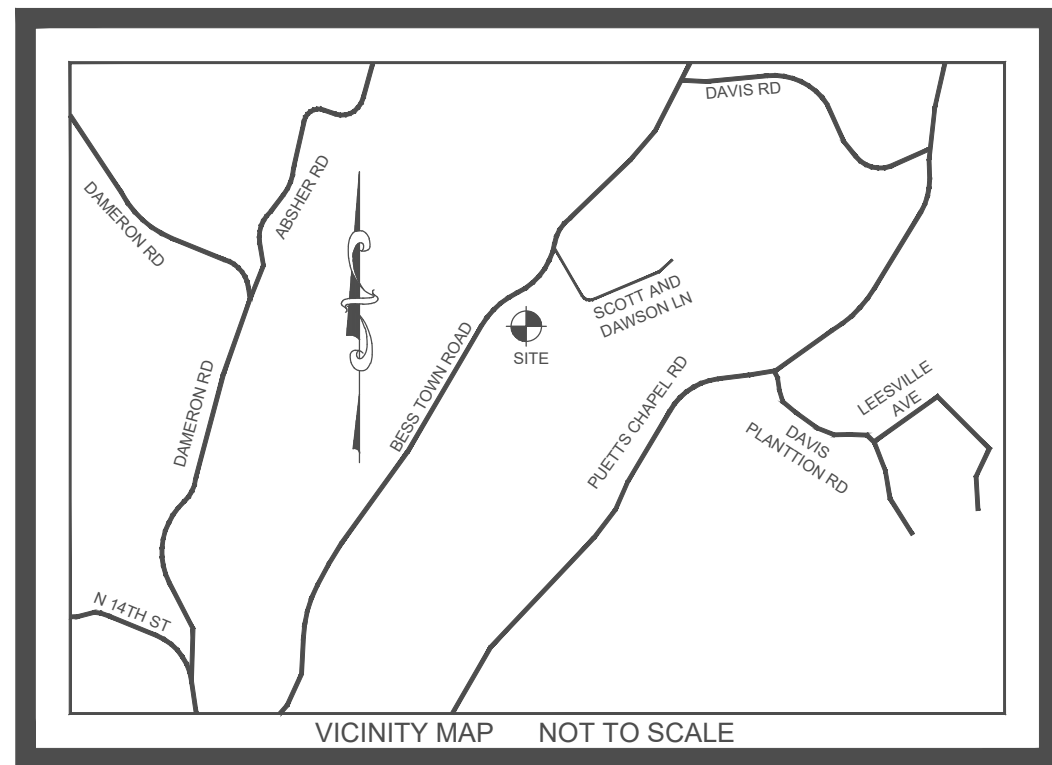 DAVIS RD
ABSHER RD
DAMERON RD
SCOTT AND
DAWSON LN
SITE
BESS TOWN ROAD
DAMERON RD
PUETTS CHAPEL RD
LEESVILLE
AVE
DAVIS
PLANTTION RD
N 14TH ST
VICINITY MAP NOT TO SCALE